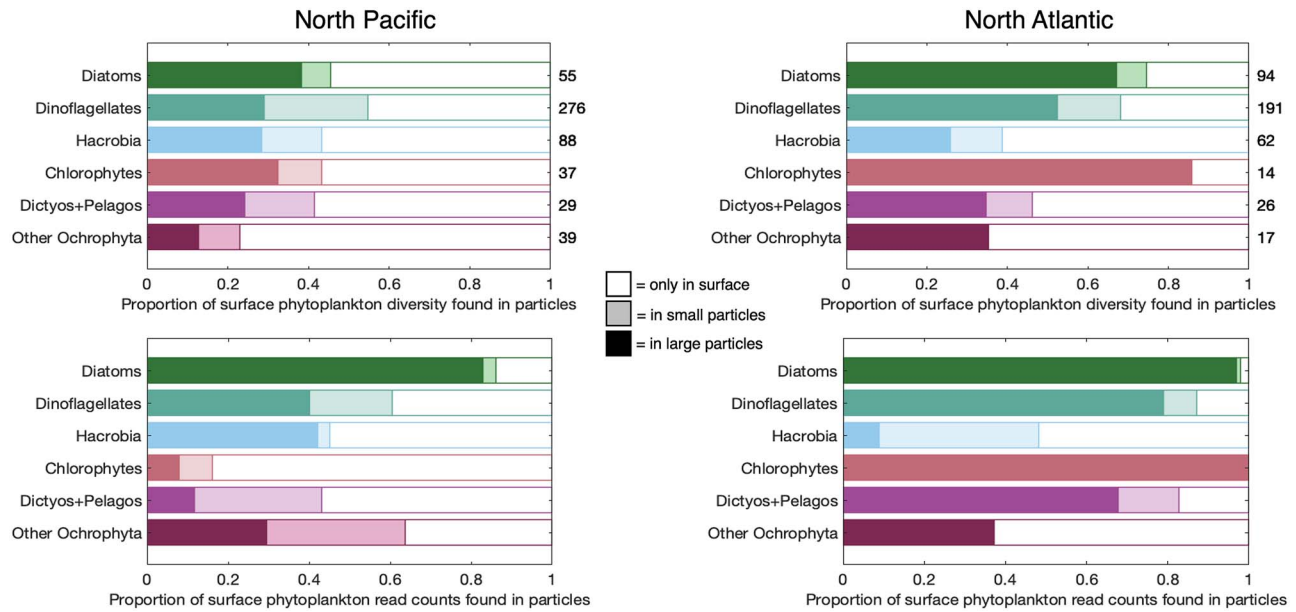 North Pacific
Diatoms 55
Dinoflagellates 276
Hacrobia 88
Chlorophytes 37
Dictyos+Pelagos 29
Other Ochrophyta 39
0 0.2 0.4 0.6 0.8 1
Proportion of surface phytoplankton diversity found in particles
North Atlantic
Diatoms 94
Dinoflagellates 191
Hacrobia 62
Chlorophytes 14
Dictyos+Pelagos 26
Other Ochrophyta 17
0 0.2 0.4 0.6 0.8 1
Proportion of surface phytoplankton diversity found in particles
= only in surface
= in small particles
= in large particles
Diatoms
Dinoflagellates
Hacrobia
Chlorophytes
Dictyos+Pelagos
Other Ochrophyta
0 0.2 0.4 0.6 0.8 1
Proportion of surface phytoplankton read counts found in particles
Diatoms
Dinoflagellates
Hacrobia
Chlorophytes
Dictyos+Pelagos
Other Ochrophyta
0 0.2 0.4 0.6 0.8 1
Proportion of surface phytoplankton read counts found in particles